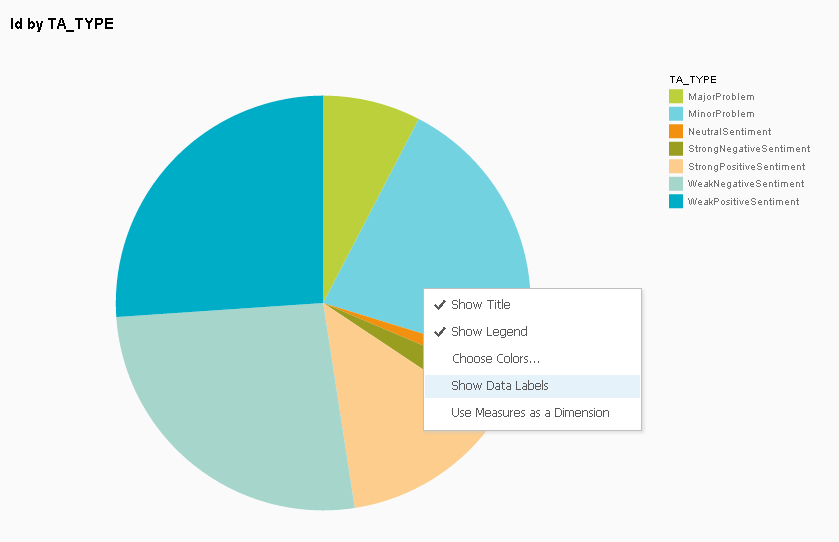 Id by TA_TYPE
TA_TYPE
MajorProblem
MinorProblem
NeutralSentiment
StrongNegativeSentiment
StrongPositiveSentiment
WeakNegativeSentiment
WeakPositiveSentiment
Show Title
Show Legend
Choose Colors...
Show Data Labels
Use Measures as a Dimension